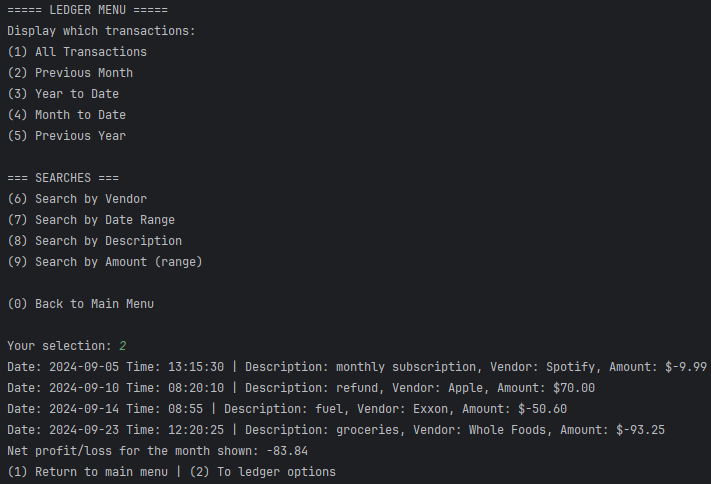 ===== LEDGER MENU =====
Display which transactions:
(1) All Transactions
(2) Previous Month
(3) Year to Date
(4) Month to Date
(5) Previous Year
=== SEARCHES ===
(6) Search by Vendor
(7) Search by Date Range
(8) Search by Description
(9) Search by Amount (range)
(0) Back to Main Menu
Your selection: 2
Date: 2024-09-05 Time: 13:15:30 | Description: monthly subscription, Vendor: Spotify, Amount: $-9.99
Date: 2024-09-10 Time: 08:20:10 | Description: refund, Vendor: Apple, Amount: $70.00
Date: 2024-09-14 Time: 08:55 | Description: fuel, Vendor: Exxon, Amount: $-50.60
Date: 2024-09-23 Time: 12:20:25 | Description: groceries, Vendor: Whole Foods, Amount: $-93.25
Net profit/loss for the month shown: -83.84
(1) Return to main menu | (2) To ledger options